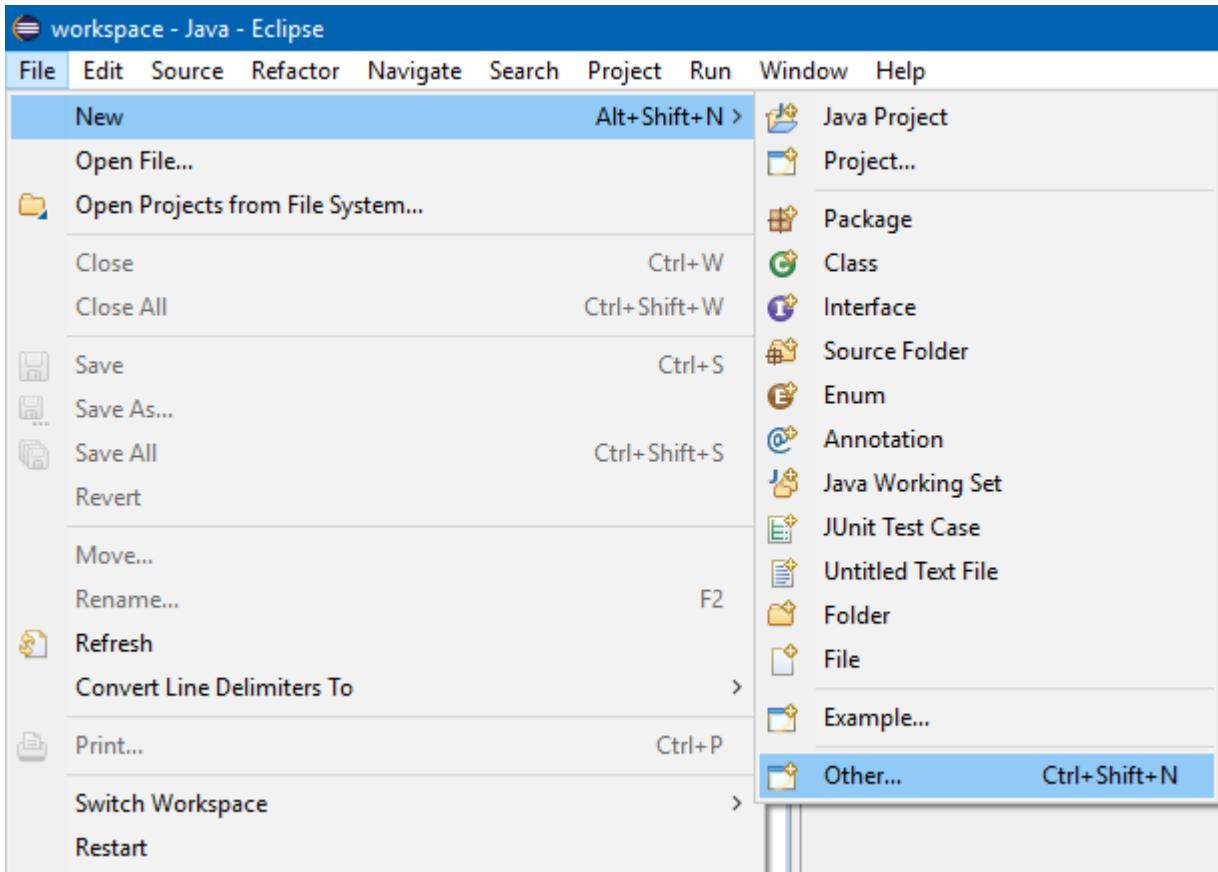 workspace - Java - Eclipse
File Edit Source Refactor Navigate Search Project Run Window Help
New Alt+Shift+N >
Open File...
Open Projects from File System...
Close Ctrl+W
Close All Ctrl+Shift+W
Save Ctrl+S
Save As...
Save All Ctrl+Shift+S
Revert
Move...
Rename... F2
Refresh
Convert Line Delimiters To >
Print... Ctrl+P
Switch Workspace >
Restart
Java Project
Project...
Package
Class
Interface
Source Folder
Enum
Annotation
Java Working Set
JUnit Test Case
Untitled Text File
Folder
File
Example...
Other... Ctrl+Shift+N